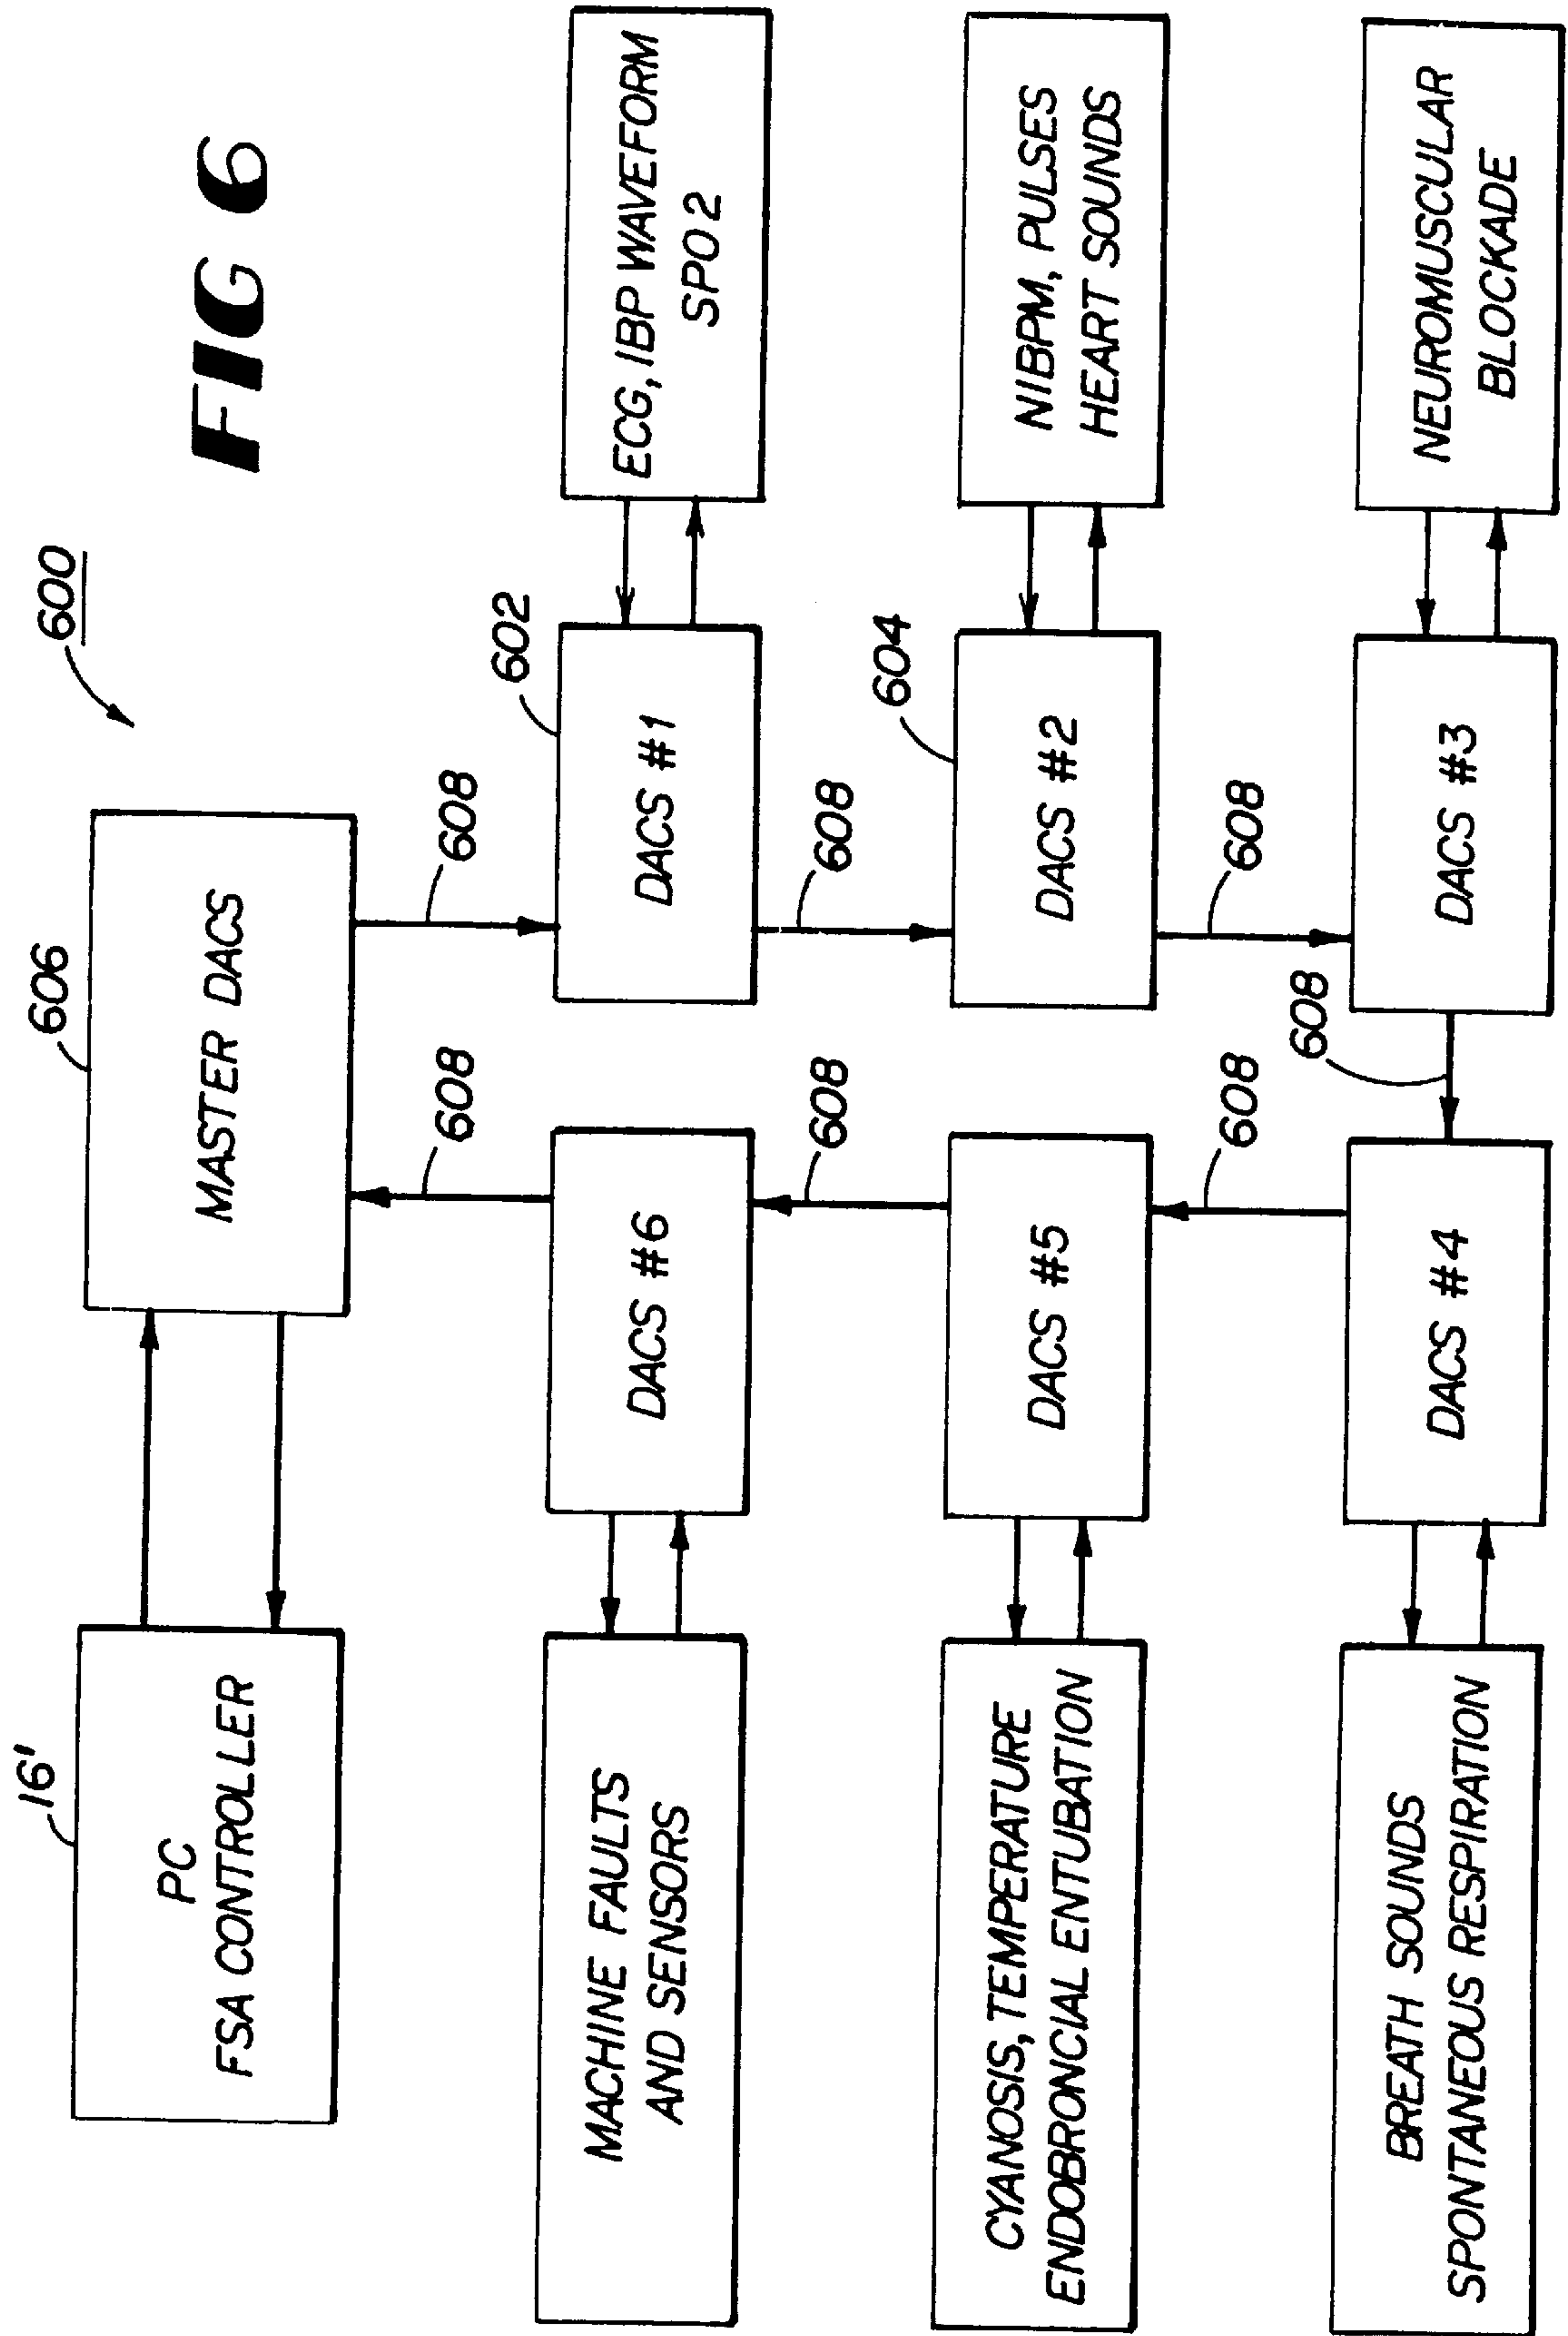 FIG 6
600
16'
606
PC
FSA CONTROLLER
MASTER DACS
608
608
602
MACHINE FAULTS
AND SENSORS
DACS #6
DACS #1
ECG, IBP WAVEFORM
SPO2
608
608
604
CYANOSIS, TEMPERATURE
ENDOBRONCIAL ENTUBATION
DACS #5
DACS #2
NIBPM, PULSES
HEART SOUNDS
608
608
608
BREATH SOUNDS
SPONTANEOUS RESPIRATION
DACS #4
DACS #3
NEUROMUSCULAR
BLOCKADE